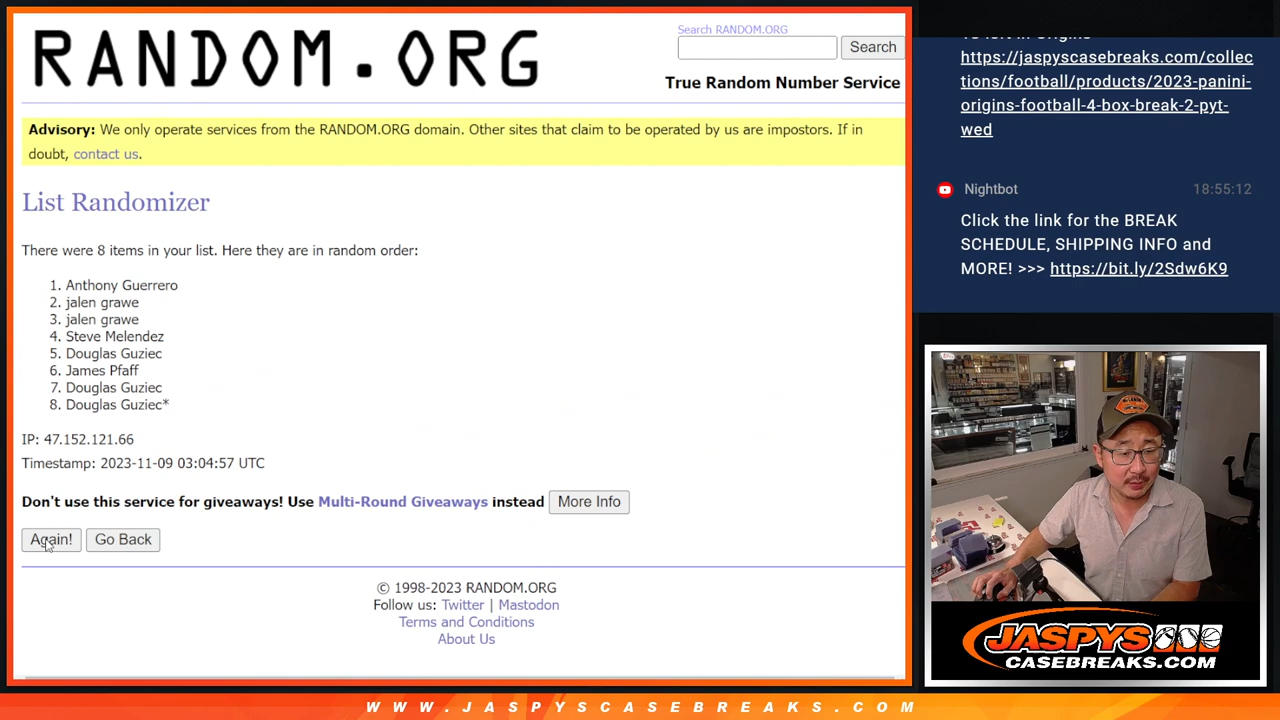 RANDOM.ORG
Search RANDOM.ORG
Search
True Random Number Service
Advisory: We only operate services from the RANDOM.ORG domain. Other sites that claim to be operated by us are impostors. If in
doubt, contact us.
List Randomizer
There were 8 items in your list. Here they are in random order:
1. Anthony Guerrero
2. jalen grawe
3. jalen grawe
4. Steve Melendez
5. Douglas Guziec
6. James Pfaff
7. Douglas Guziec
8. Douglas Guziec*
IP: 47.152.121.66
Timestamp: 2023-11-09 03:04:57 UTC
Don't use this service for giveaways! Use Multi-Round Giveaways instead More Info
Again! Go Back
© 1998-2023 RANDOM.ORG
Follow us: Twitter | Mastodon
Terms and Conditions
About Us
https://jaspyscasebreaks.com/collec
tions/football/products/2023-panini-
origins-football-4-box-break-2-pyt-
wed
Nightbot 18:55:12
Click the link for the BREAK
SCHEDULE, SHIPPING INFO and
MORE! >>> https://bit.ly/2Sdw6K9
JASPYS
CASEBREAKS.COM
WWW.JASPYSCASEBREAKS.COM